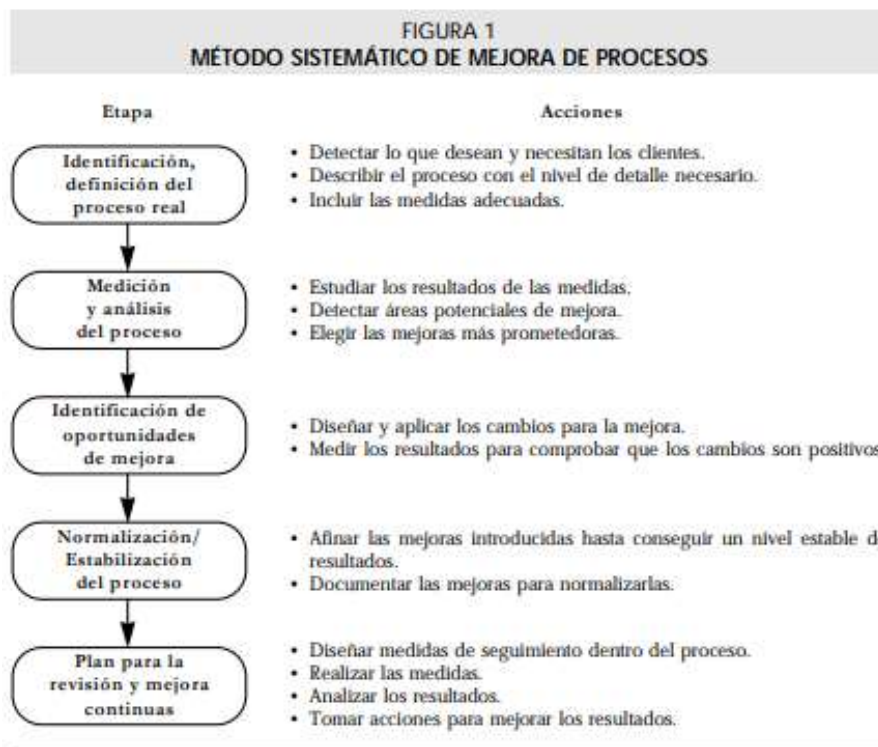 FIGURA 1
MÉTODO SISTEMÁTICO DE MEJORA DE PROCESOS
Etapa
Acciones
Identificación,
definición del
proceso real
• Detectar lo que desean y necesitan los clientes.
• Describir el proceso con el nivel de detalle necesario.
• Incluir las medidas adecuadas.
Medición
y análisis
del proceso
• Estudiar los resultados de las medidas.
• Detectar áreas potenciales de mejora.
• Elegir las mejoras más prometedoras.
Identificación de
oportunidades
de mejora
• Diseñar y aplicar los cambios para la mejora.
• Medir los resultados para comprobar que los cambios son positivos
Normalización/
Estabilización
del proceso
• Afinar las mejoras introducidas hasta conseguir un nivel estable d
resultados.
• Documentar las mejoras para normalizarlas.
Plan para la
revisión y mejora
continuas
• Diseñar medidas de seguimiento dentro del proceso.
• Realizar las medidas.
• Analizar los resultados.
• Tomar acciones para mejorar los resultados.